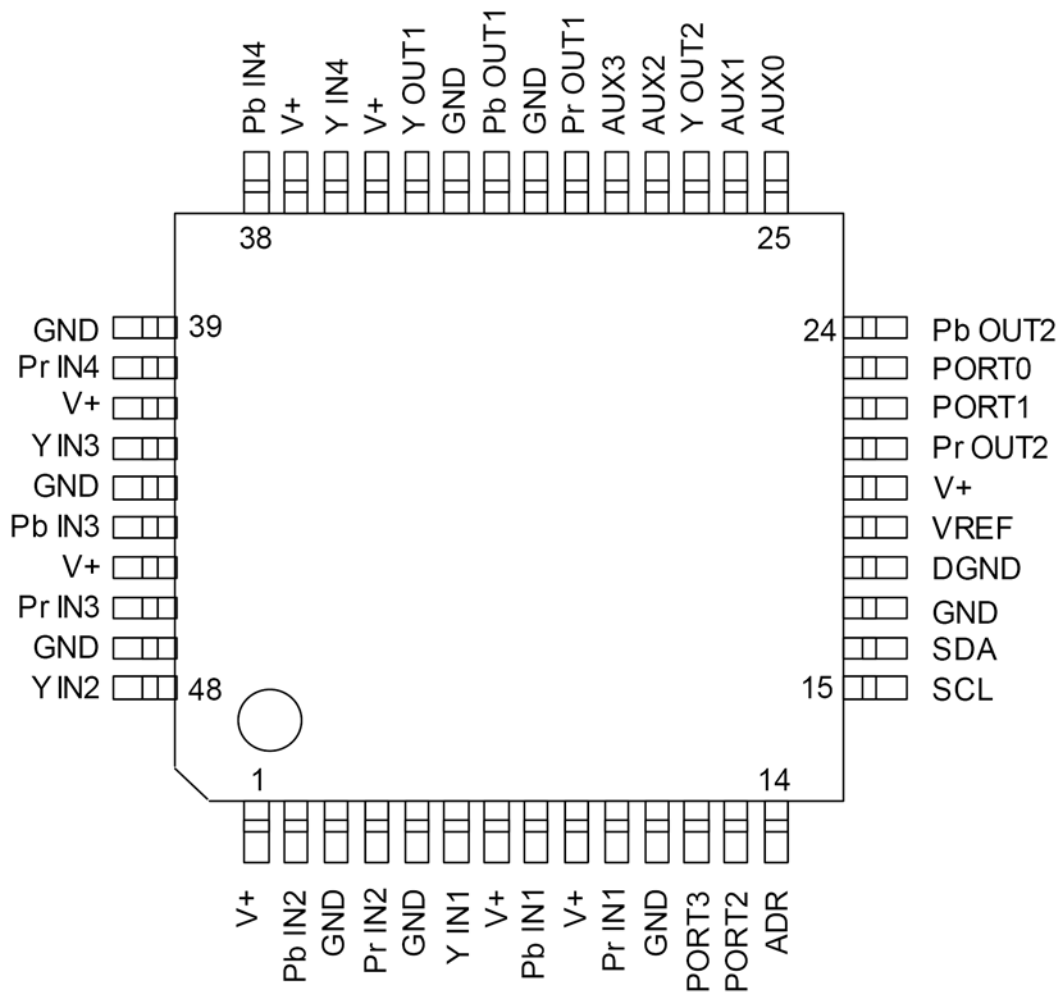 Pb IN4
V+
Y IN4
V+
Y OUT1
GND
Pb OUT1
GND
Pr OUT1
AUX3
AUX2
Y OUT2
AUX1
AUX0
38
25
GND
39
24
Pb OUT2
Pr IN4
PORT0
V+
PORT1
Y IN3
Pr OUT2
GND
V+
Pb IN3
VREF
V+
DGND
Pr IN3
GND
GND
SDA
Y IN2
48
15
SCL
1
14
V+
Pb IN2
GND
Pr IN2
GND
Y IN1
V+
Pb IN1
V+
Pr IN1
GND
PORT3
PORT2
ADR